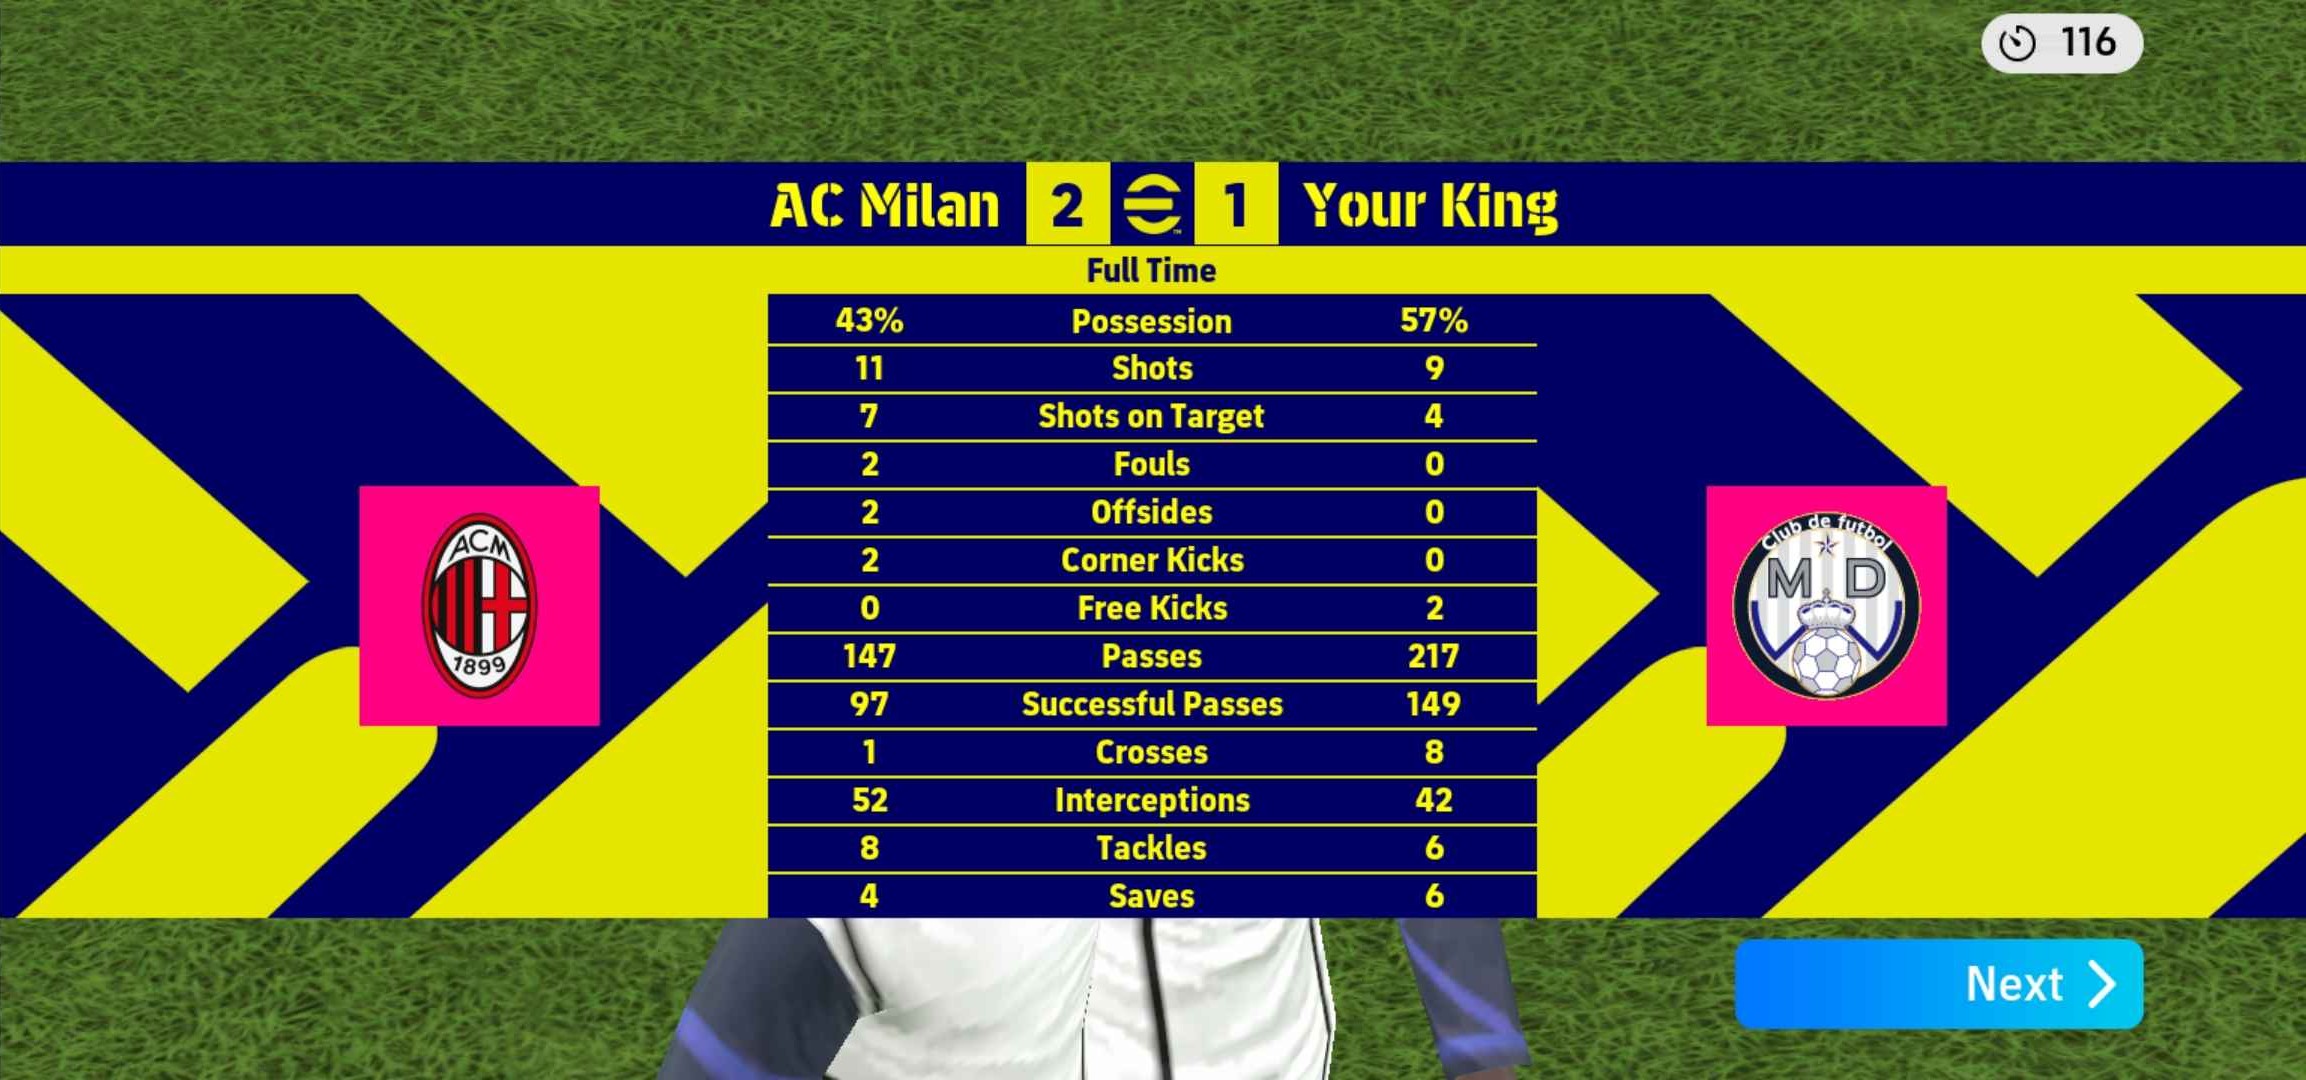 116
AC Milan 2 1 Your King
Full Time
43% Possession 57%
11 Shots 9
7 Shots on Target 4
2 Fouls 0
2 Offsides 0
2 Corner Kicks 0
0 Free Kicks 2
147 Passes 217
97 Successful Passes 149
1 Crosses 8
52 Interceptions 42
8 Tackles 6
4 Saves 6
ACM
1899
Club de futbol
M D
Next